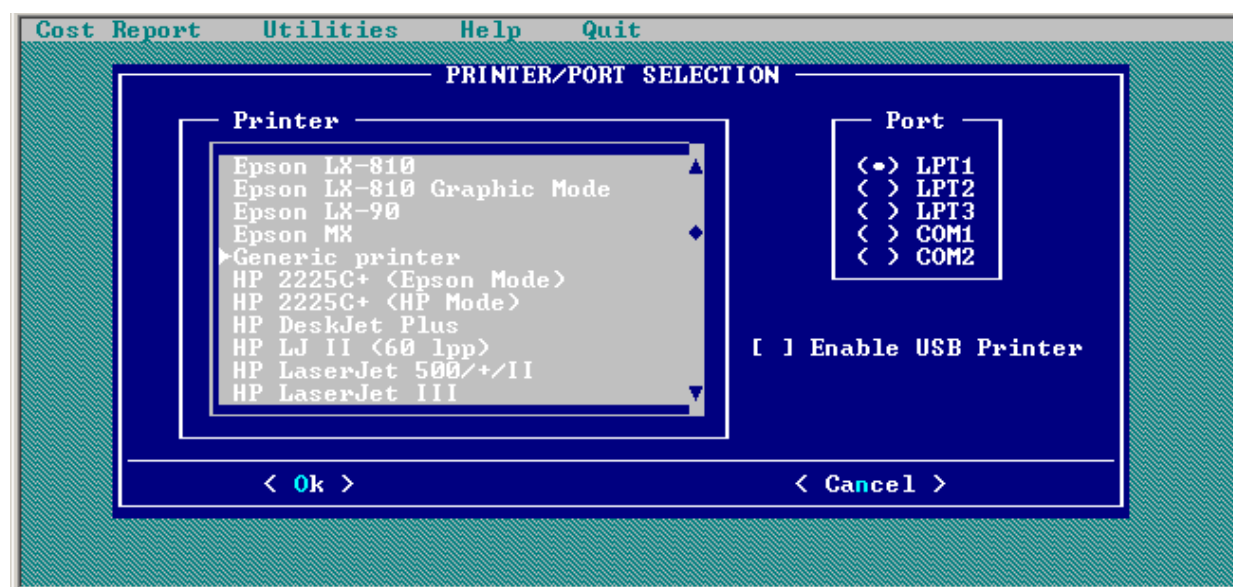 Cost Report Utilities Help Quit
PRINTER/PORT SELECTION
Printer
Epson LX-810
Epson LX-810 Graphic Mode
Epson LX-90
Epson MX
Generic printer
HP 2225C+ (Epson Mode)
HP 2225C+ (HP Mode)
HP DeskJet Plus
HP LJ II (60 lpp)
HP LaserJet 500/+/II
HP LaserJet III
Port
(•) LPT1
( ) LPT2
( ) LPT3
( ) COM1
( ) COM2
[ ] Enable USB Printer
< Ok > < Cancel >